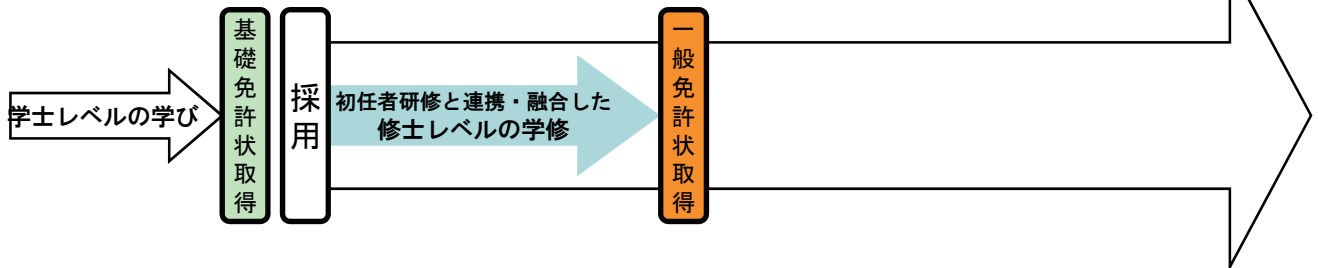 学士レベルの学び
基礎免許状取得
採用
初任者研修と連携・融合した
修士レベルの学修
一般免許状取得